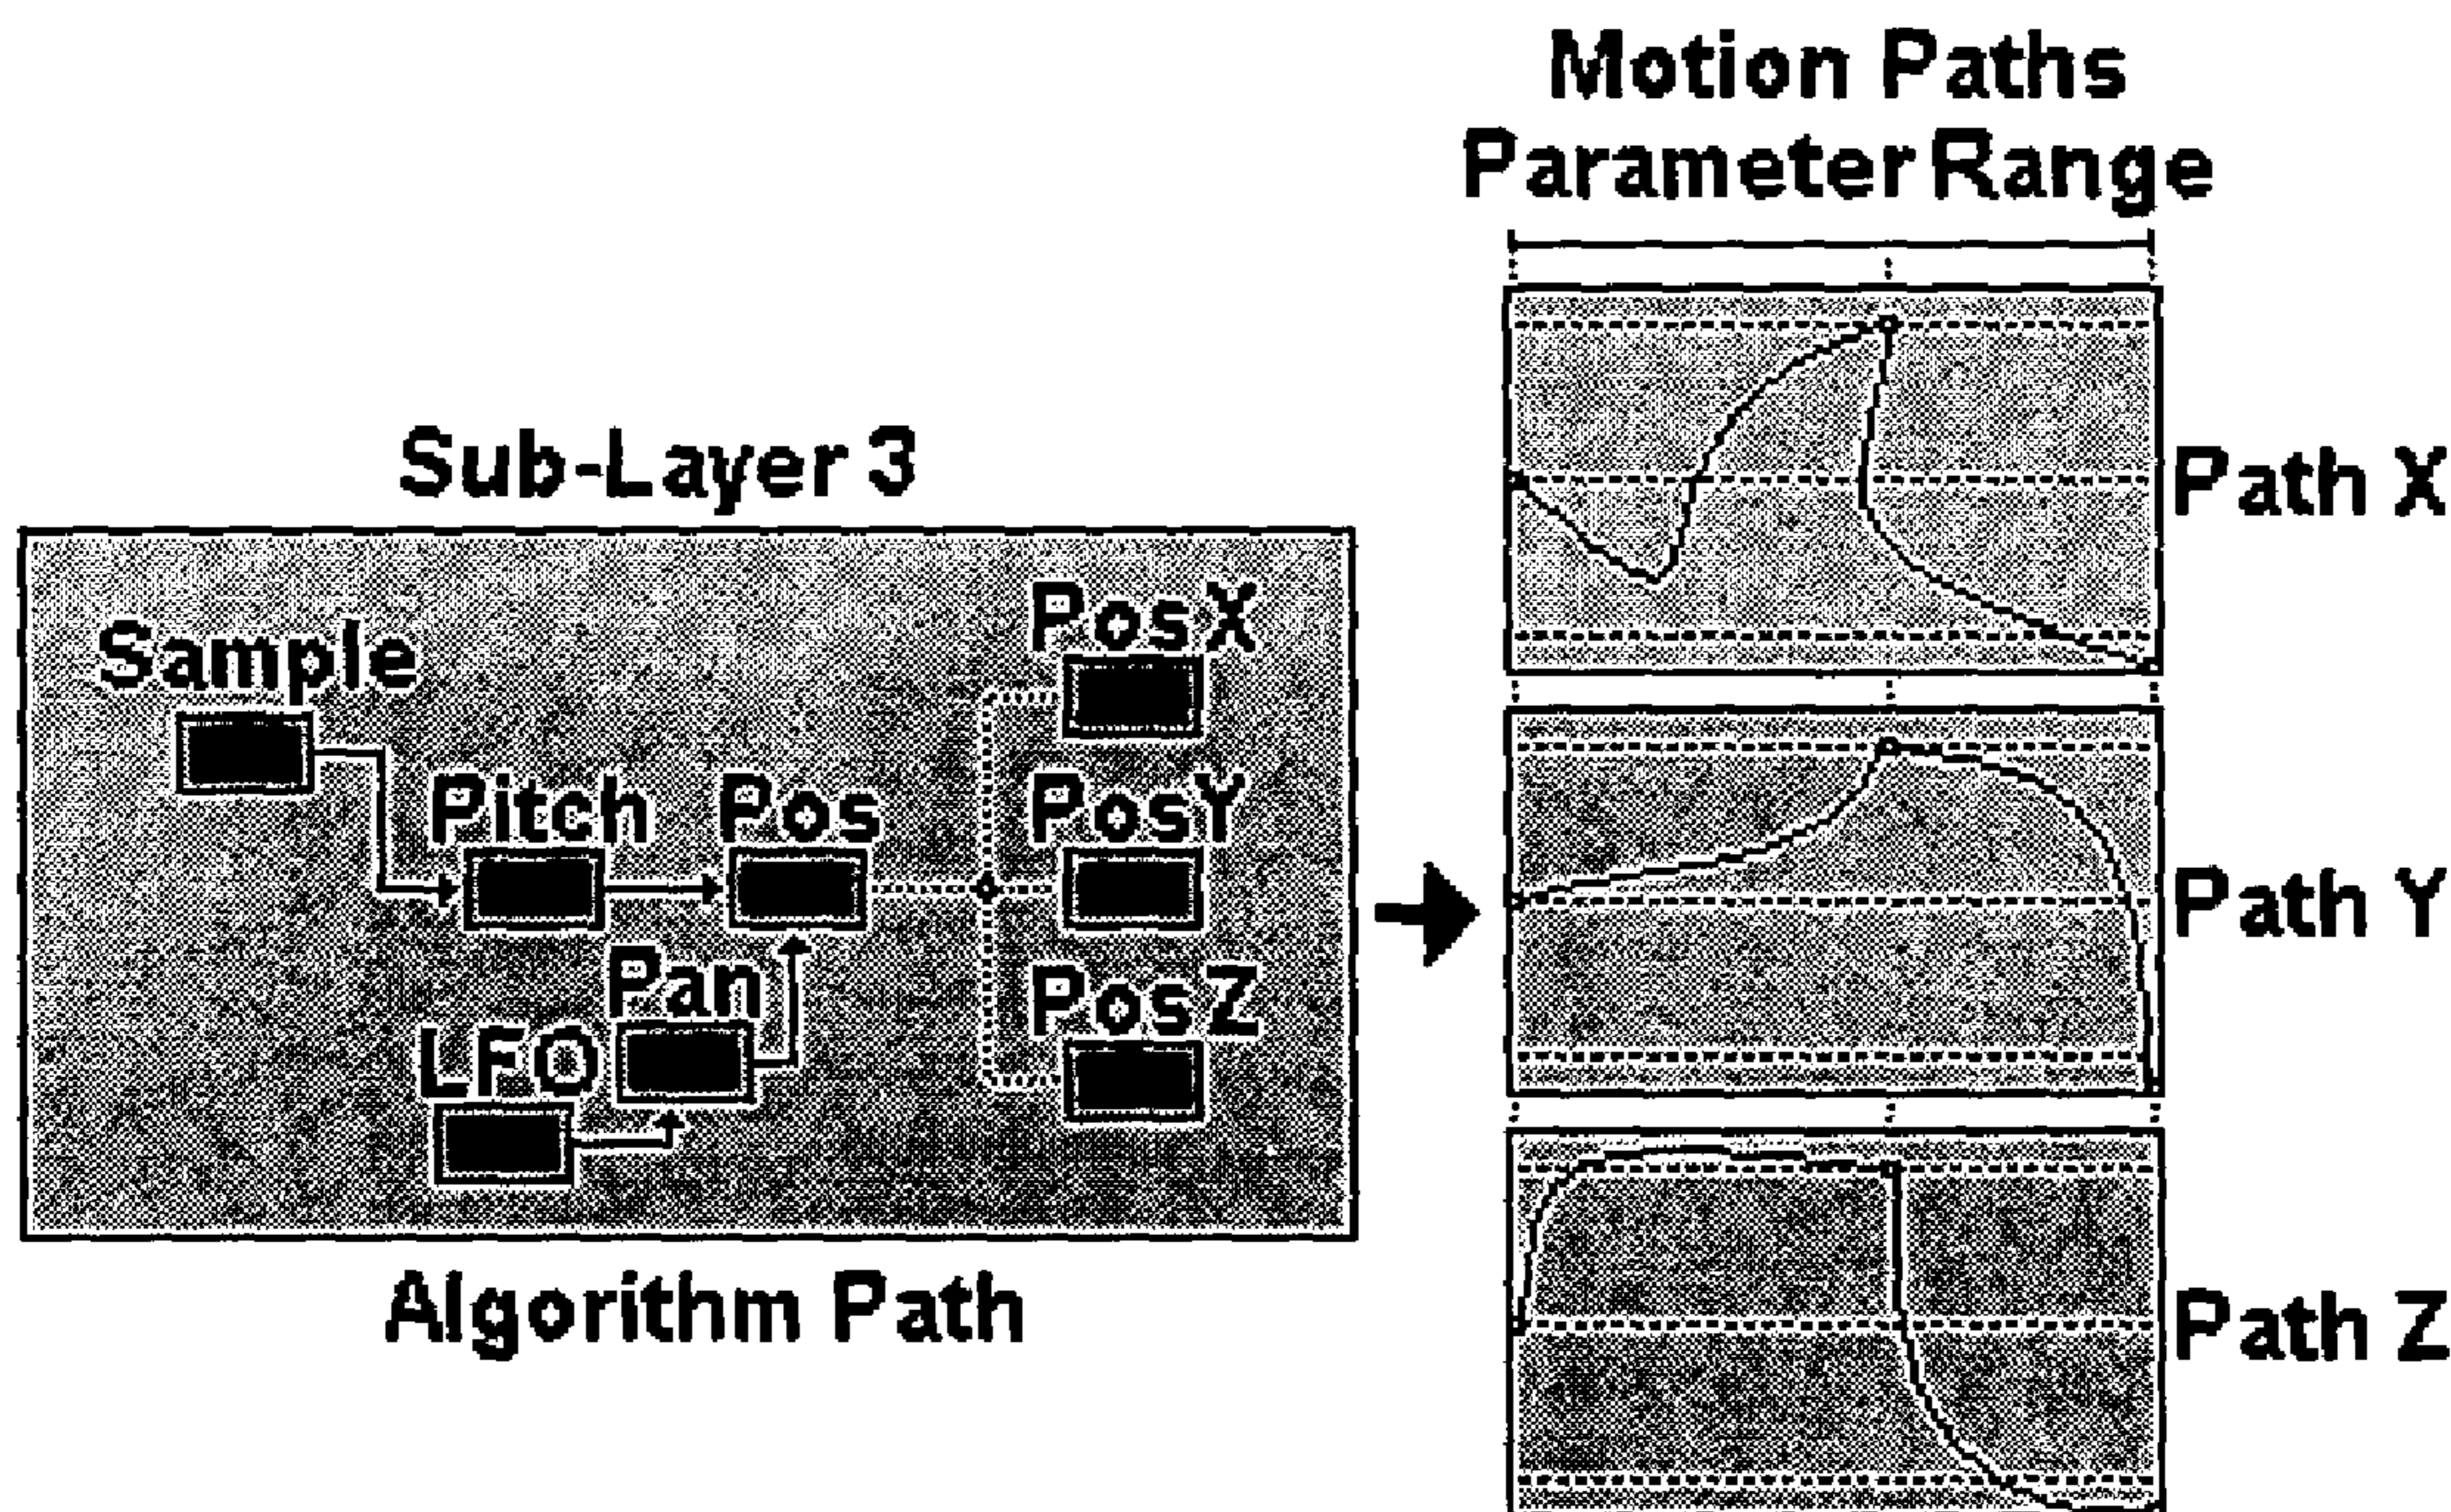 Motion Paths
Parameter Range
Sub-Layer 3
Sample
Pitch
Pos
Pan
LFO
PosX
PosY
PosZ
Algorithm Path
Path X
Path Y
Path Z